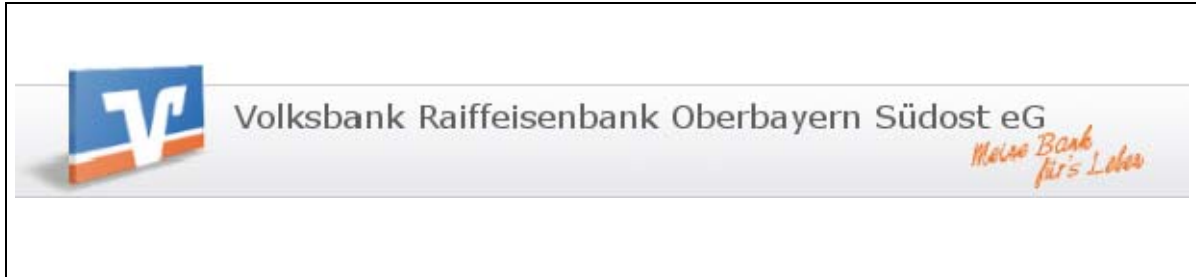 Volksbank Raiffeisenbank Oberbayern Südost eG
Meine Bank
für's Leben